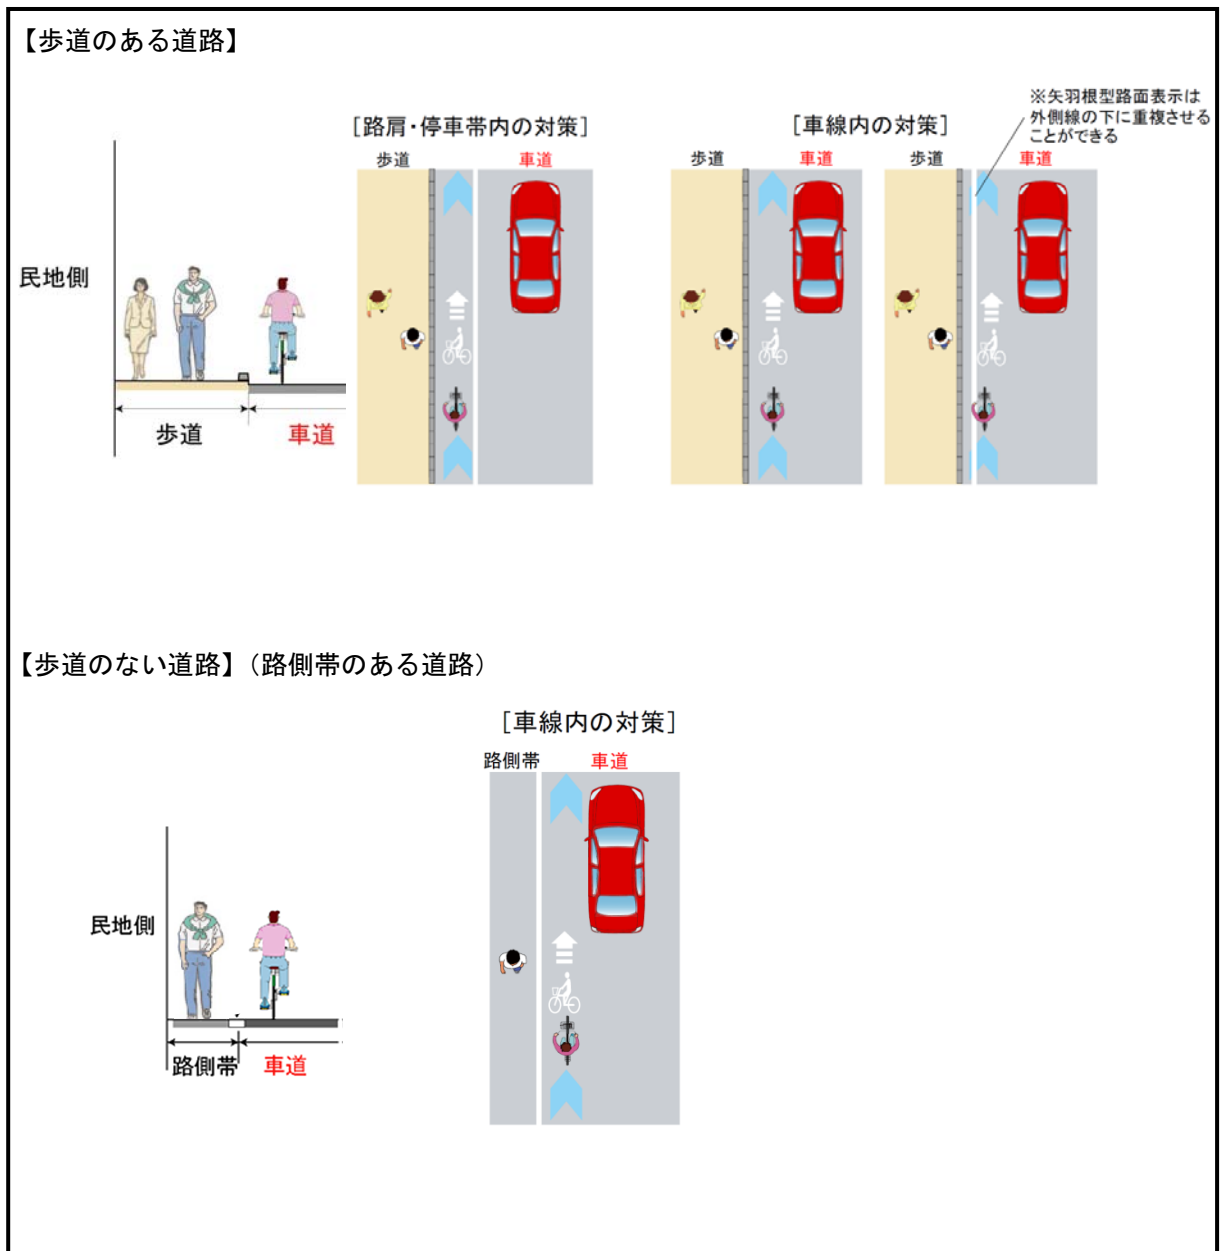 【歩道のある道路】
※矢羽根型路面表示は
外側線の下に重複させる
ことができる
[路肩・停車帯内の対策]
[車線内の対策]
歩道 車道
歩道 車道
歩道 車道
民地側
歩道 車道
【歩道のない道路】（路側帯のある道路）
[車線内の対策]
路側帯 車道
民地側
路側帯 車道